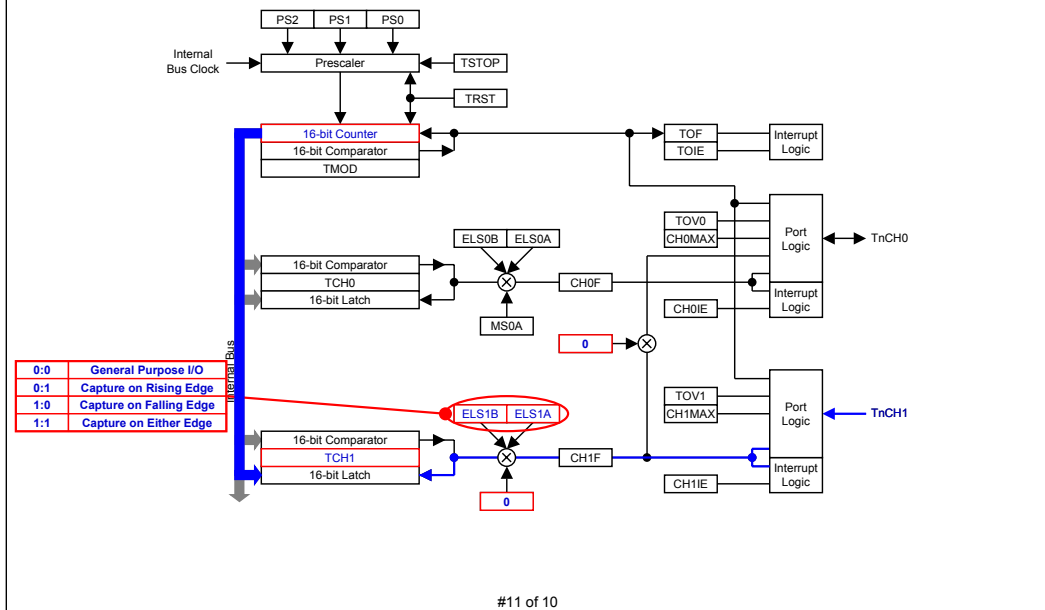 PS2 PS1 PS0
Internal
Bus Clock
Prescaler
TSTOP
TRST
16-bit Counter
16-bit Comparator
TMOD
TOF
TOIE
Interrupt
Logic
TOV0
CH0MAX
Port
Logic
TnCH0
ELS0B ELS0A
16-bit Comparator
TCH0
16-bit Latch
CH0F
Interrupt
Logic
CH0IE
MS0A
0
Internal Bus
0:0 General Purpose I/O
0:1 Capture on Rising Edge
1:0 Capture on Falling Edge
1:1 Capture on Either Edge
ELS1B ELS1A
TOV1
CH1MAX
Port
Logic
TnCH1
16-bit Comparator
TCH1
16-bit Latch
CH1F
Interrupt
Logic
CH1IE
0
#11 of 10